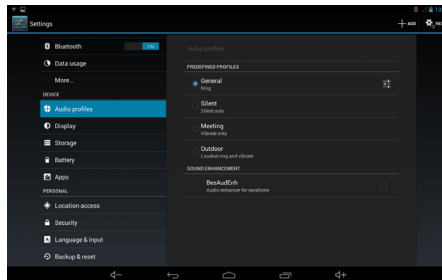 Settings
ADD
Bluetooth
ON
Data usage
More...
DEVICE
Audio profiles
Display
Storage
Battery
Apps
PERSONAL
Location access
Security
Language & input
Backup & reset
Audio profiles
PREDEFINED PROFILES
General
Ring
Silent
Silent only
Meeting
Vibrate only
Outdoor
Loudest ring and vibrate
SOUND ENHANCEMENT
BesAudEnh
Audio enhancer for earphone